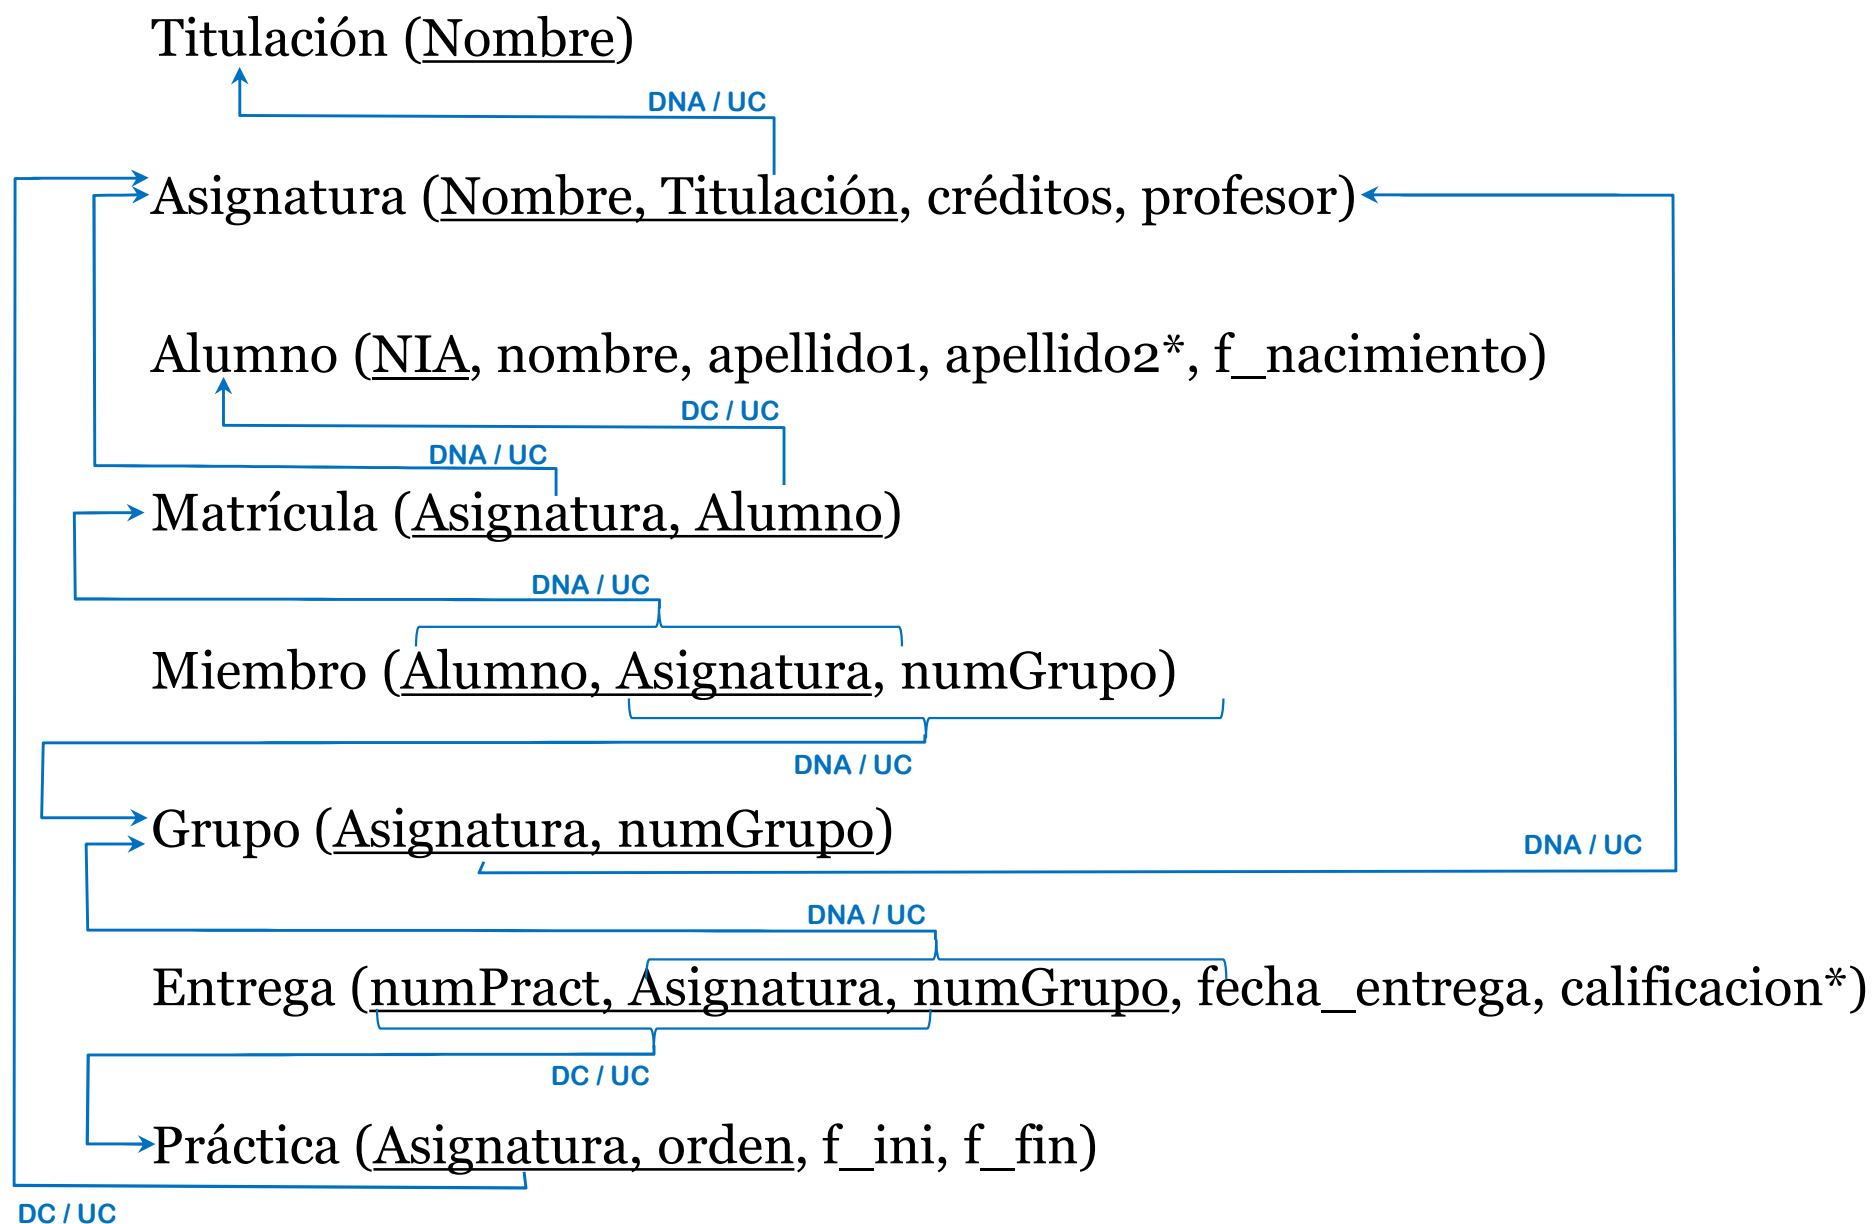 Titulación (Nombre)
DNA / UC
Asignatura (Nombre, Titulación, créditos, profesor)
Alumno (NIA, nombre, apellido1, apellido2*, f_nacimiento)
DC / UC
DNA / UC
Matrícula (Asignatura, Alumno)
DNA / UC
Miembro (Alumno, Asignatura, numGrupo)
DNA / UC
Grupo (Asignatura, numGrupo)
DNA / UC
DNA / UC
Entrega (numPract, Asignatura, numGrupo, fecha_entrega, calificacion*)
DC / UC
Práctica (Asignatura, orden, f_ini, f_fin)
DC / UC